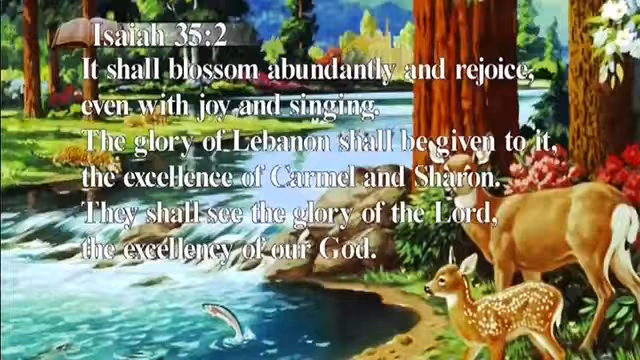 Isaiah 35:2
It shall blossom abundantly and rejoice,
even with joy and singing.
The glory of Lebanon shall be given to it,
the excellence of Carmel and Sharon.
They shall see the glory of the Lord,
the excellency of our God.